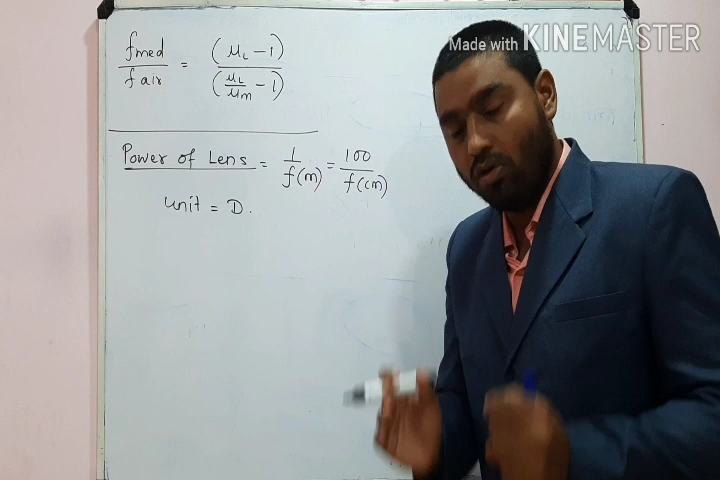 Made with KINEMASTER
fmed / fair = (μL − 1) / (μL/μm − 1)
Power of Lens = 1 / f(m) = 100 / f(cm)
unit = D.